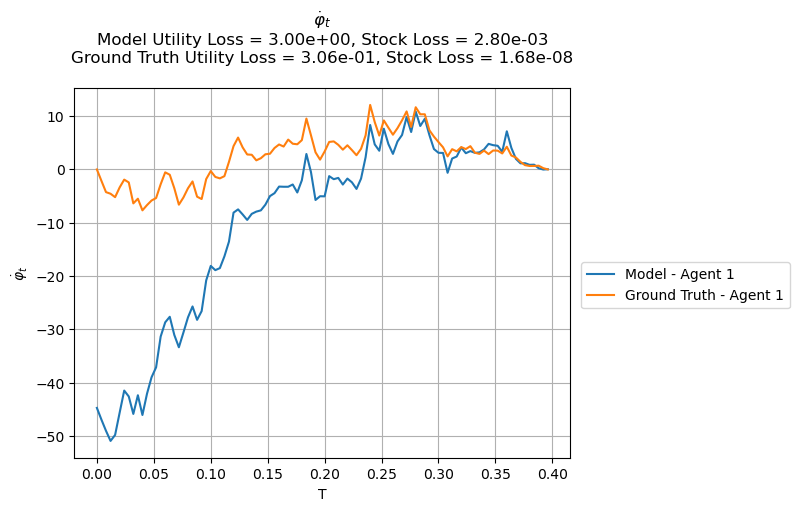 φ̇ₜ
Model Utility Loss = 3.00e+00, Stock Loss = 2.80e-03
Ground Truth Utility Loss = 3.06e-01, Stock Loss = 1.68e-08
10
0
−10
−20
−30
−40
−50
φ̇ₜ
0.00 0.05 0.10 0.15 0.20 0.25 0.30 0.35 0.40
T
Model - Agent 1
Ground Truth - Agent 1